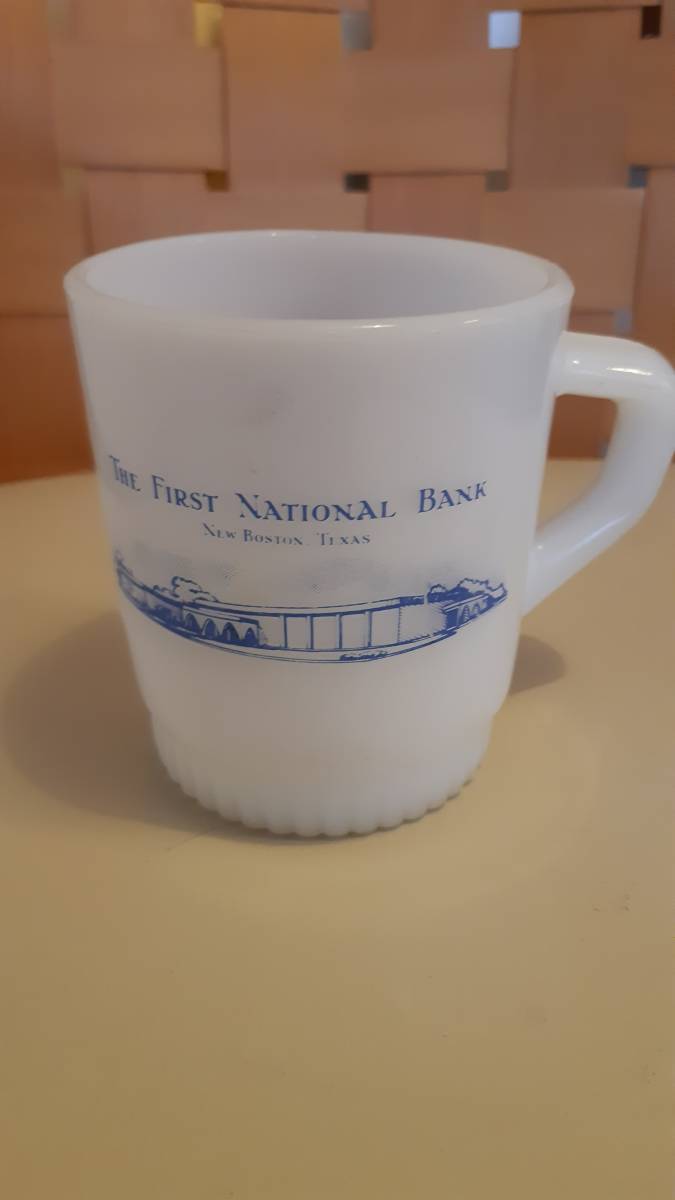 The First National Bank
New Boston, Texas